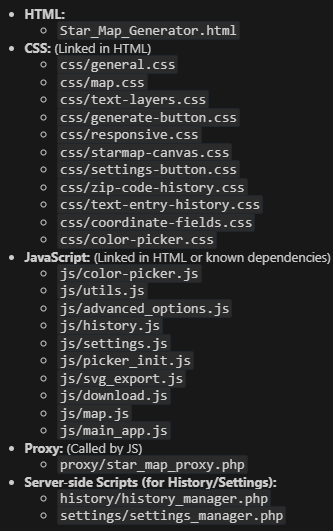 HTML:
Star_Map_Generator.html
CSS: (Linked in HTML)
css/general.css
css/map.css
css/text-layers.css
css/generate-button.css
css/responsive.css
css/starmap-canvas.css
css/settings-button.css
css/zip-code-history.css
css/text-entry-history.css
css/coordinate-fields.css
css/color-picker.css
JavaScript: (Linked in HTML or known dependencies)
js/color-picker.js
js/utils.js
js/advanced_options.js
js/history.js
js/settings.js
js/picker_init.js
js/svg_export.js
js/download.js
js/map.js
js/main_app.js
Proxy: (Called by JS)
proxy/star_map_proxy.php
Server-side Scripts (for History/Settings):
history/history_manager.php
settings/settings_manager.php